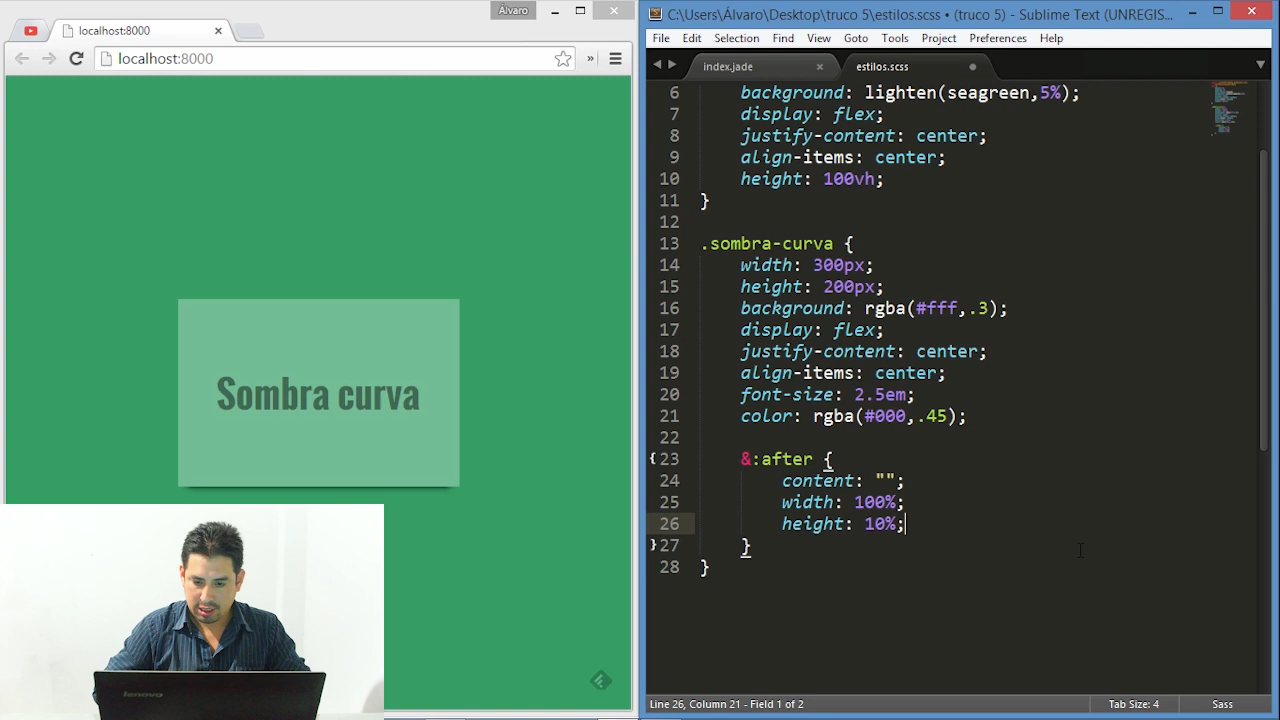 Álvaro
localhost:8000
localhost:8000
»
Sombra curva
lenovo
C:\Users\Álvaro\Desktop\truco 5\estilos.scss • (truco 5) - Sublime Text (UNREGIS...
File Edit Selection Find View Goto Tools Project Preferences Help
index.jade estilos.scss
6 background: lighten(seagreen,5%);
7 display: flex;
8 justify-content: center;
9 align-items: center;
10 height: 100vh;
11 }
12
13 .sombra-curva {
14 width: 300px;
15 height: 200px;
16 background: rgba(#fff,.3);
17 display: flex;
18 justify-content: center;
19 align-items: center;
20 font-size: 2.5em;
21 color: rgba(#000,.45);
22
23 &:after {
24 content: "";
25 width: 100%;
26 height: 10%;
27 }
28 }
Line 26, Column 21 - Field 1 of 2 Tab Size: 4 Sass